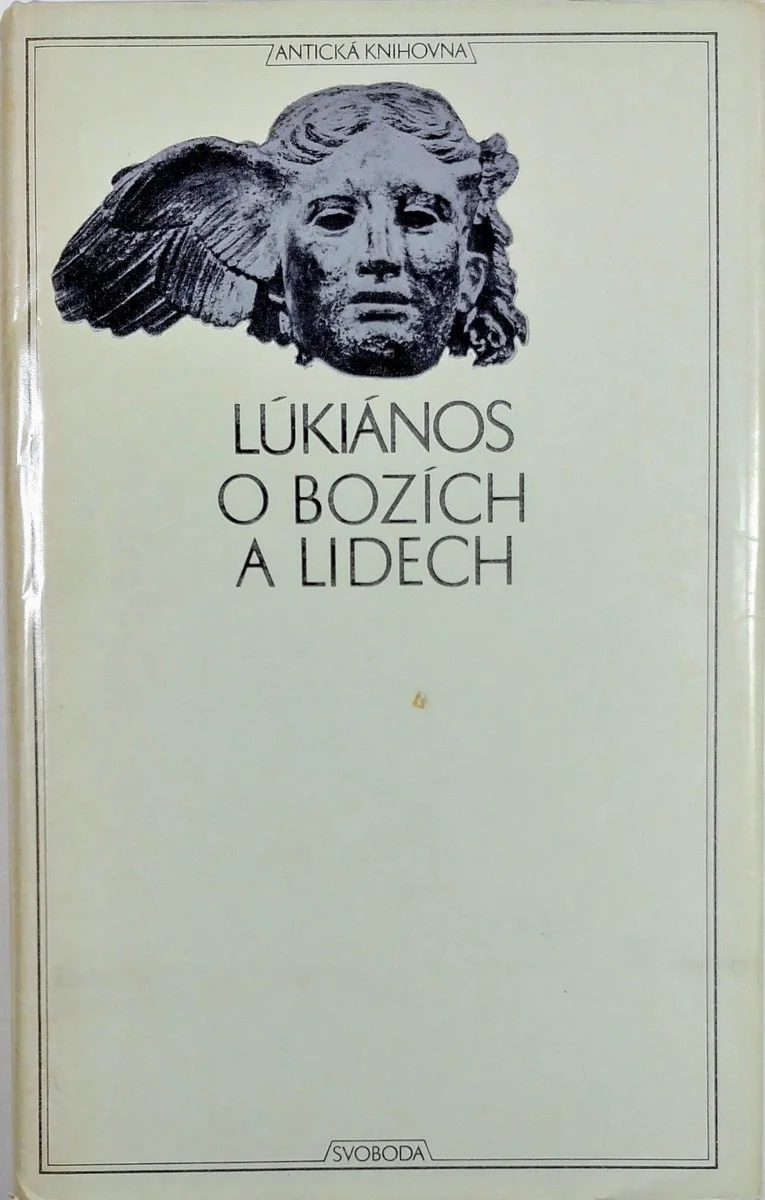 ANTICKÁ KNIHOVNA
LÚKIÁNOS
O BOZÍCH
A LIDECH
SVOBODA